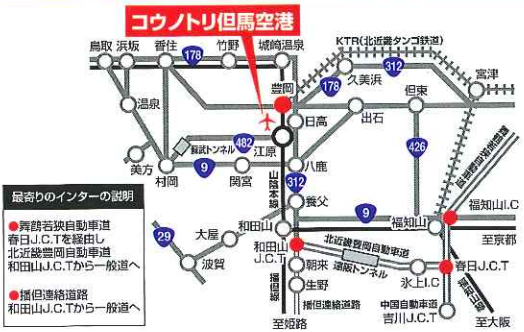 コウノトリ但馬空港
KTR(北近畿タンゴ鉄道)
鳥取
浜坂
香住
178
竹野
城崎温泉
豊岡
178
久美浜
312
宮津
温泉
日高
出石
但東
482
蘇武トンネル
江原
426
美方
村岡
9
関宮
八鹿
山陰本線
312
養父
9
福知山
福知山I.C
舞鶴若狭自動車道
至京都
29
大屋
波賀
和田山
和田山
J.C.T
北近畿豊岡自動車道
遠阪トンネル
氷上I.C
春日J.C.T
朝来
生野
播但線
播但連絡道路
至姫路
中国自動車道
吉川J.C.T
至大阪
最寄りのインターの説明
●舞鶴若狭自動車道
春日J.C.Tを経由し
北近畿豊岡自動車道
和田山J.C.Tから一般道へ
●播但連絡道路
和田山J.C.Tから一般道へ